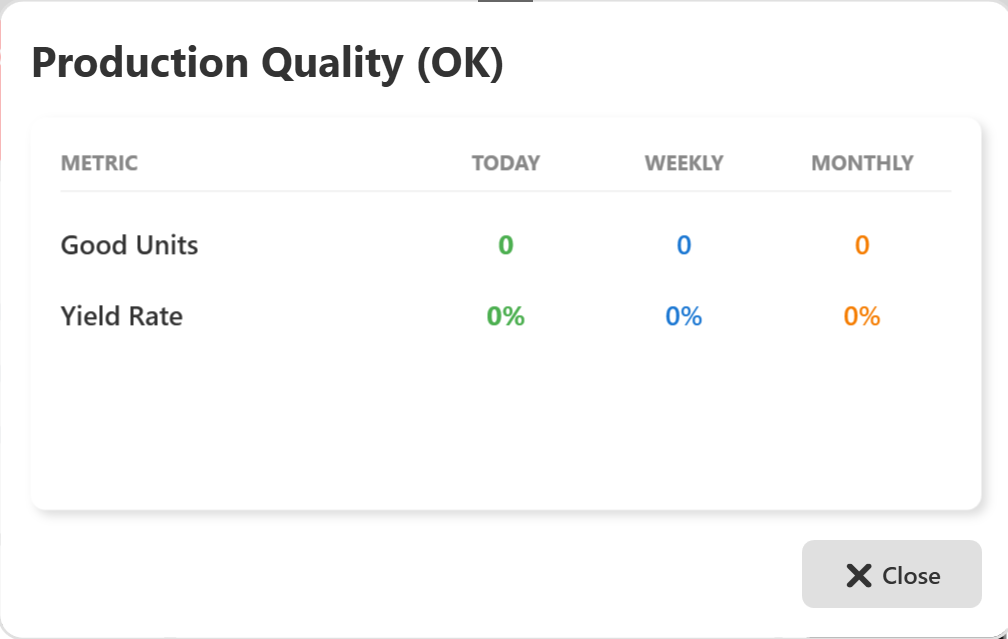 Production Quality (OK)
METRIC TODAY WEEKLY MONTHLY
Good Units 0 0 0
Yield Rate 0% 0% 0%
Close